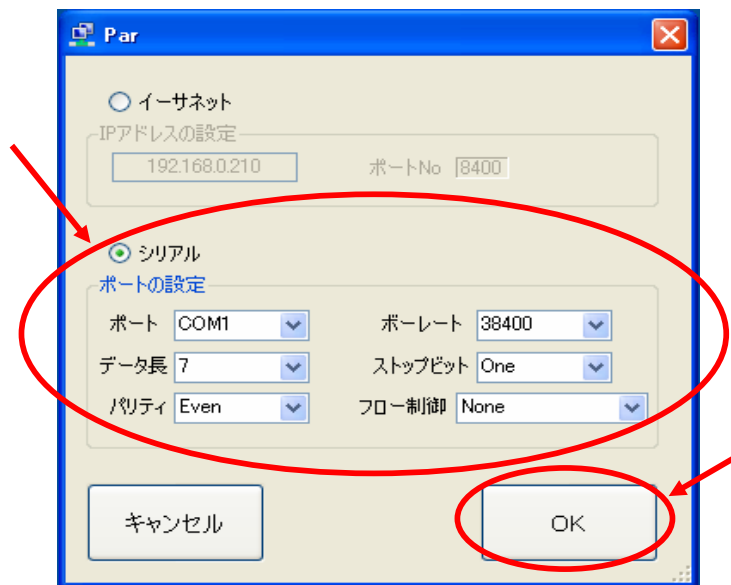 Par
イーサネット
IPアドレスの設定
192.168.0.210 ポートNo 8400
シリアル
ポートの設定
ポート COM1 ボーレート 38400
データ長 7 ストップビット One
パリティ Even フロー制御 None
キャンセル OK